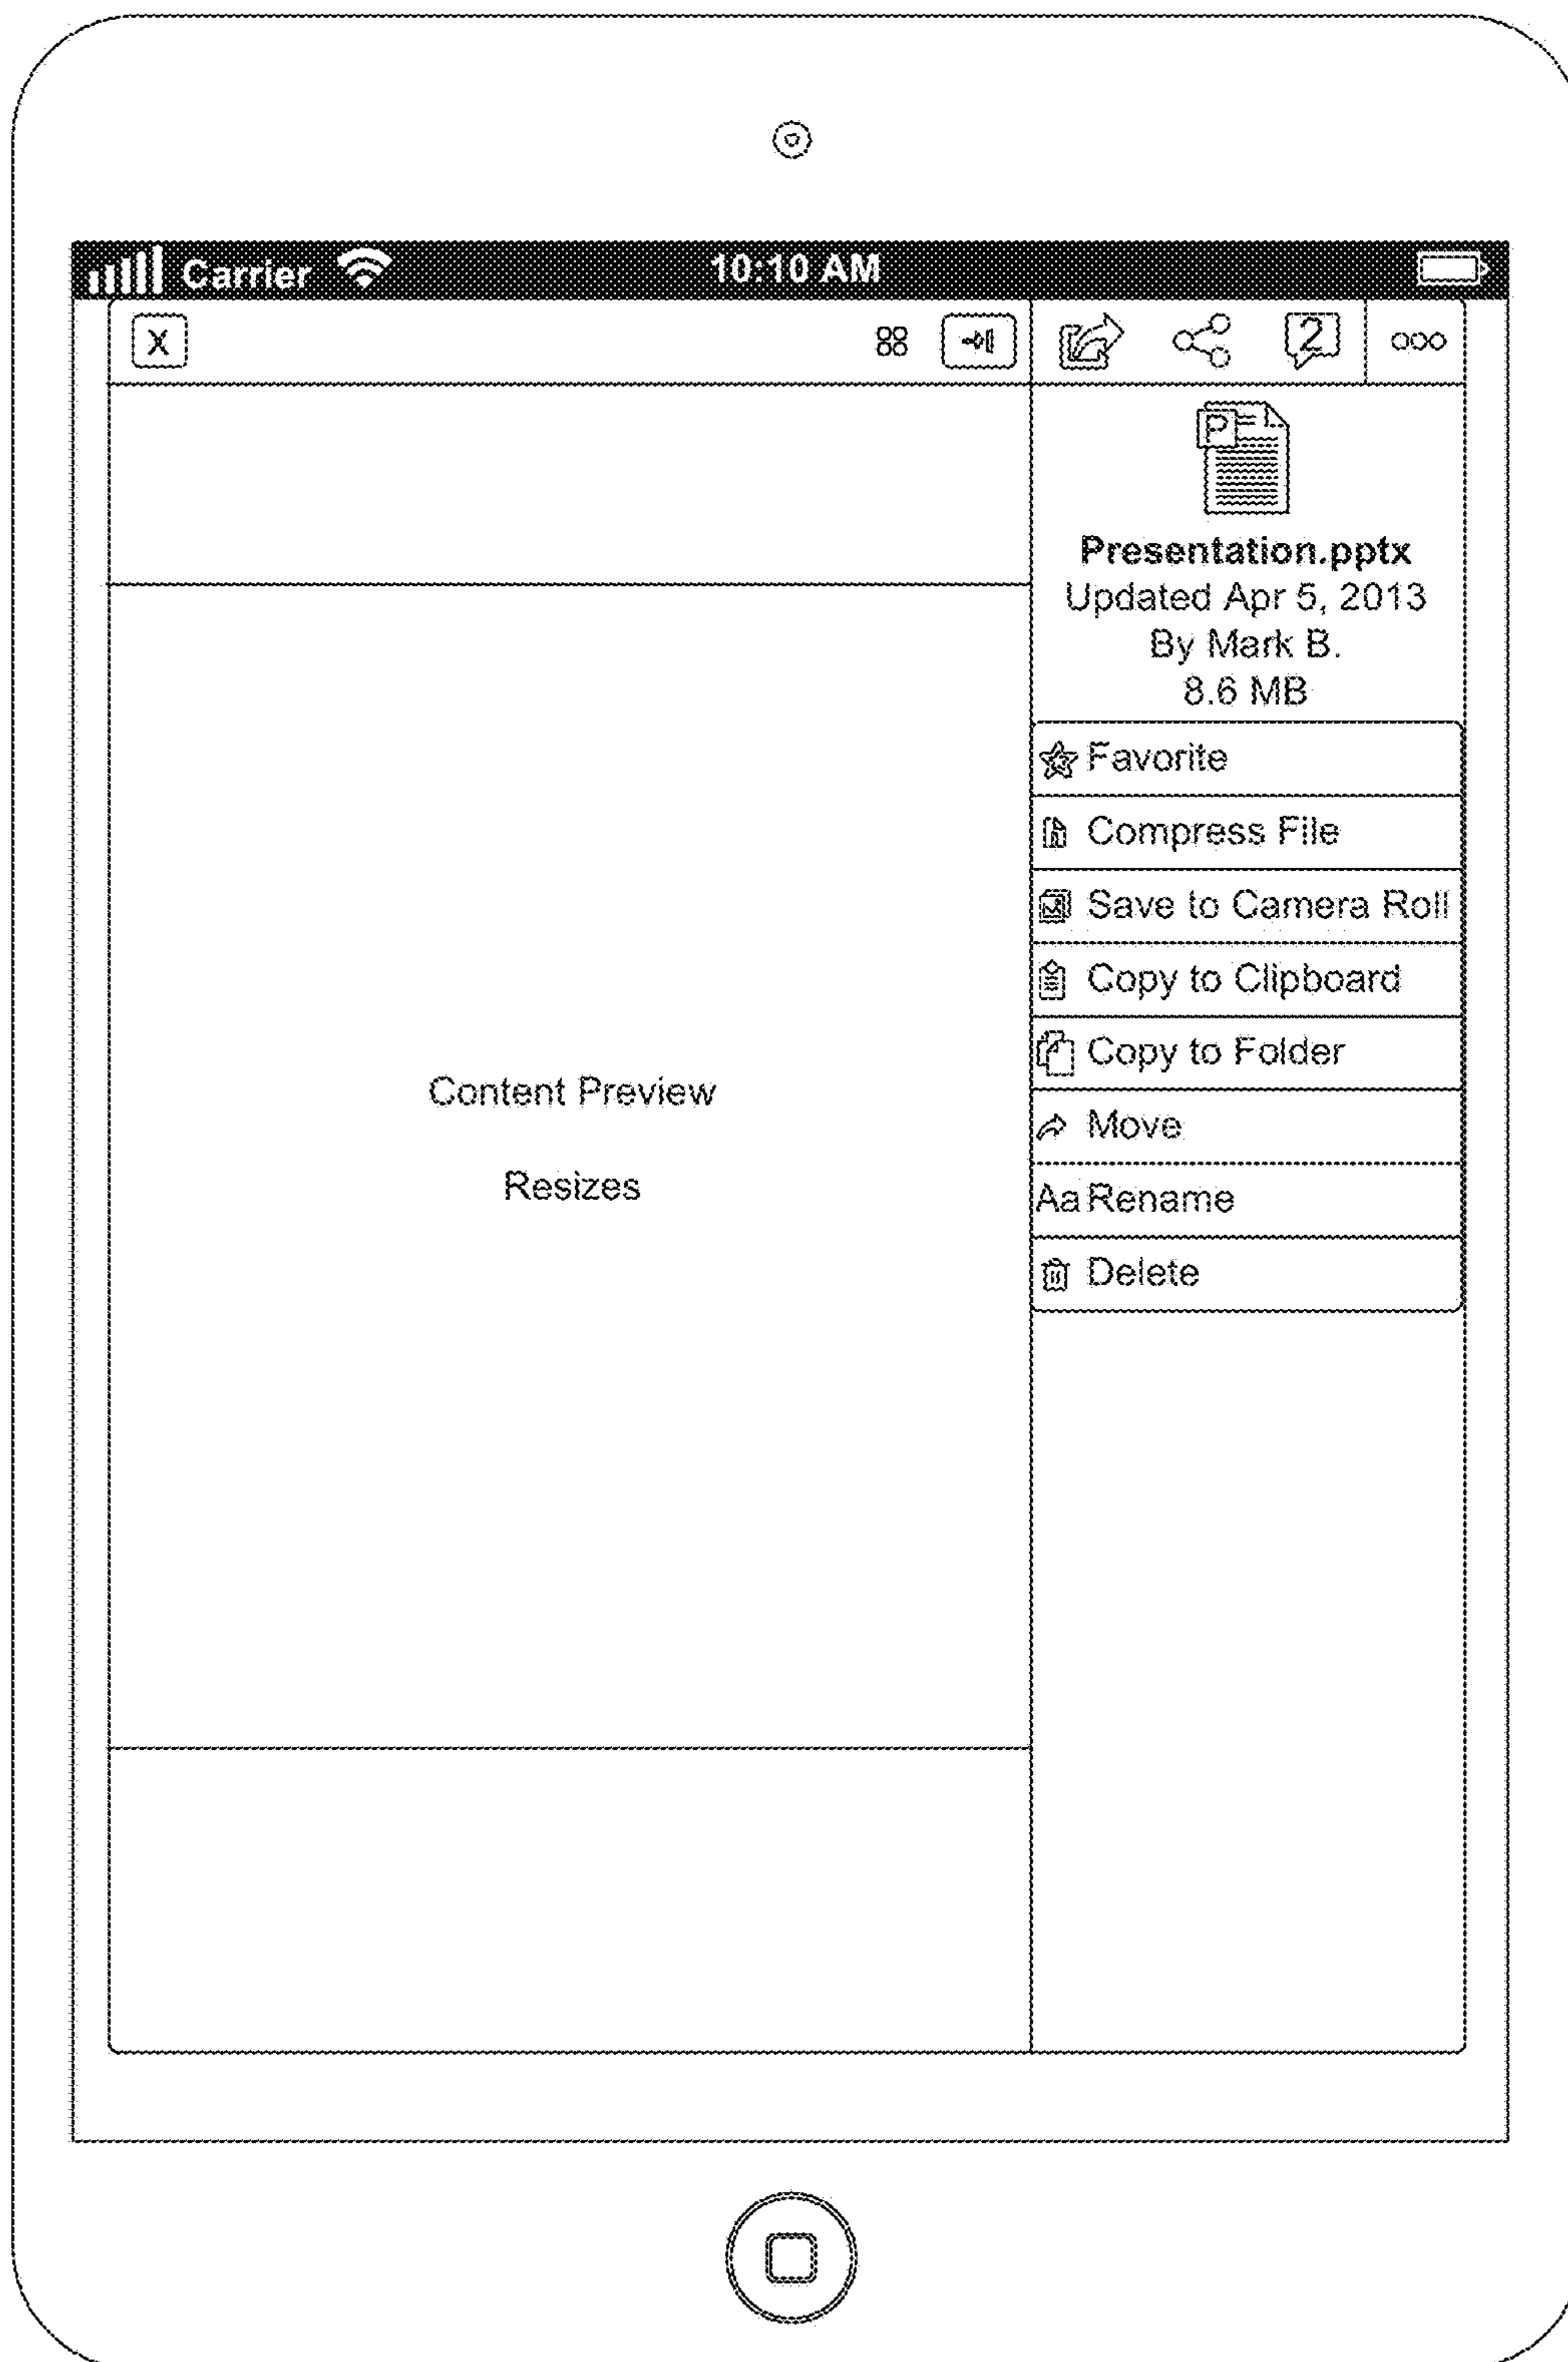 Carrier 10:10 AM
X 2
P
Presentation.pptx
Updated Apr 5, 2013
By Mark B.
8.6 MB
Favorite
Compress File
Save to Camera Roll
Copy to Clipboard
Copy to Folder
Move
Aa Rename
Delete
Content Preview
Resizes